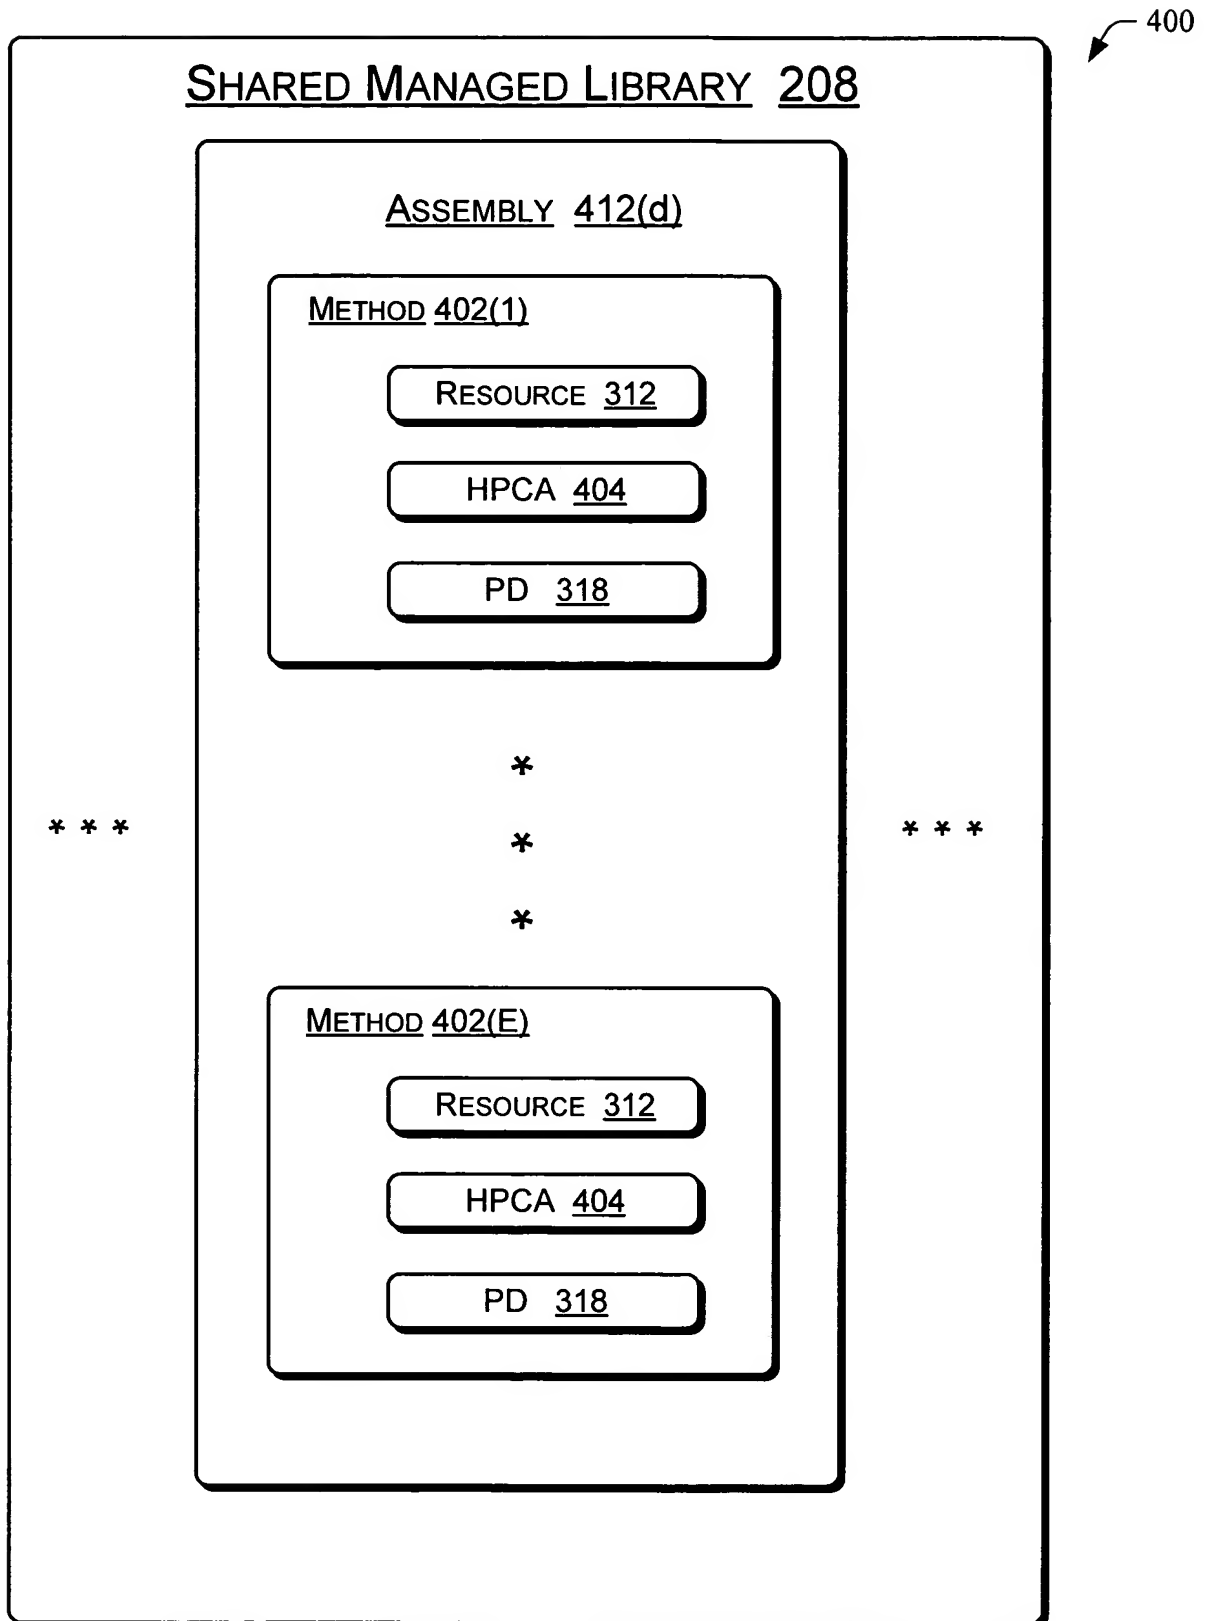 400
SHARED MANAGED LIBRARY 208
ASSEMBLY 412(d)
METHOD 402(1)
RESOURCE 312
HPCA 404
PD 318
*
* * *
*
* * *
*
METHOD 402(E)
RESOURCE 312
HPCA 404
PD 318